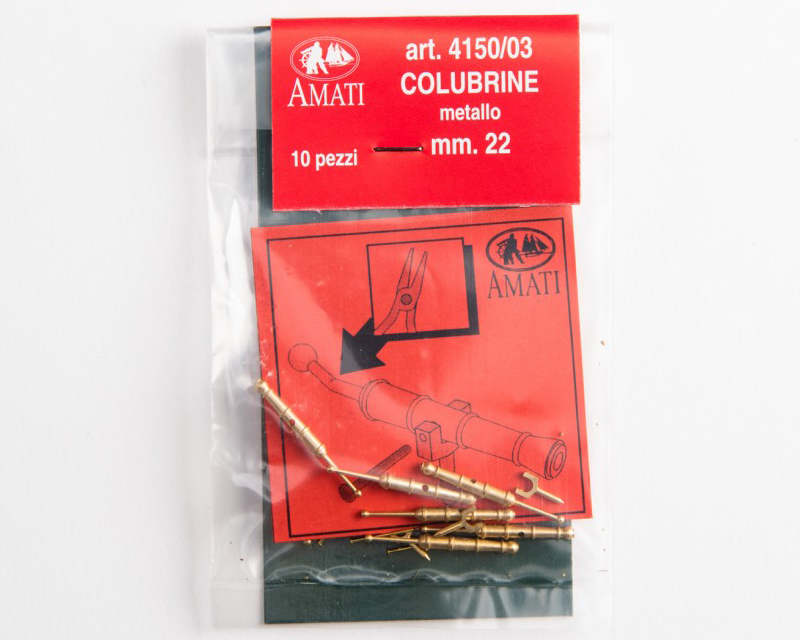 AMATI
art. 4150/03
COLUBRINE
metallo
10 pezzi
mm. 22
AMATI